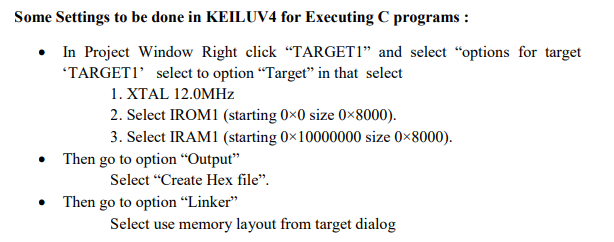 Some Settings to be done in KEILUV4 for Executing C programs :
• In Project Window Right click “TARGET1” and select “options for target
‘TARGET1’ select to option “Target” in that select
1. XTAL 12.0MHz
2. Select IROM1 (starting 0×0 size 0×8000).
3. Select IRAM1 (starting 0×10000000 size 0×8000).
• Then go to option “Output”
Select “Create Hex file”.
• Then go to option “Linker”
Select use memory layout from target dialog